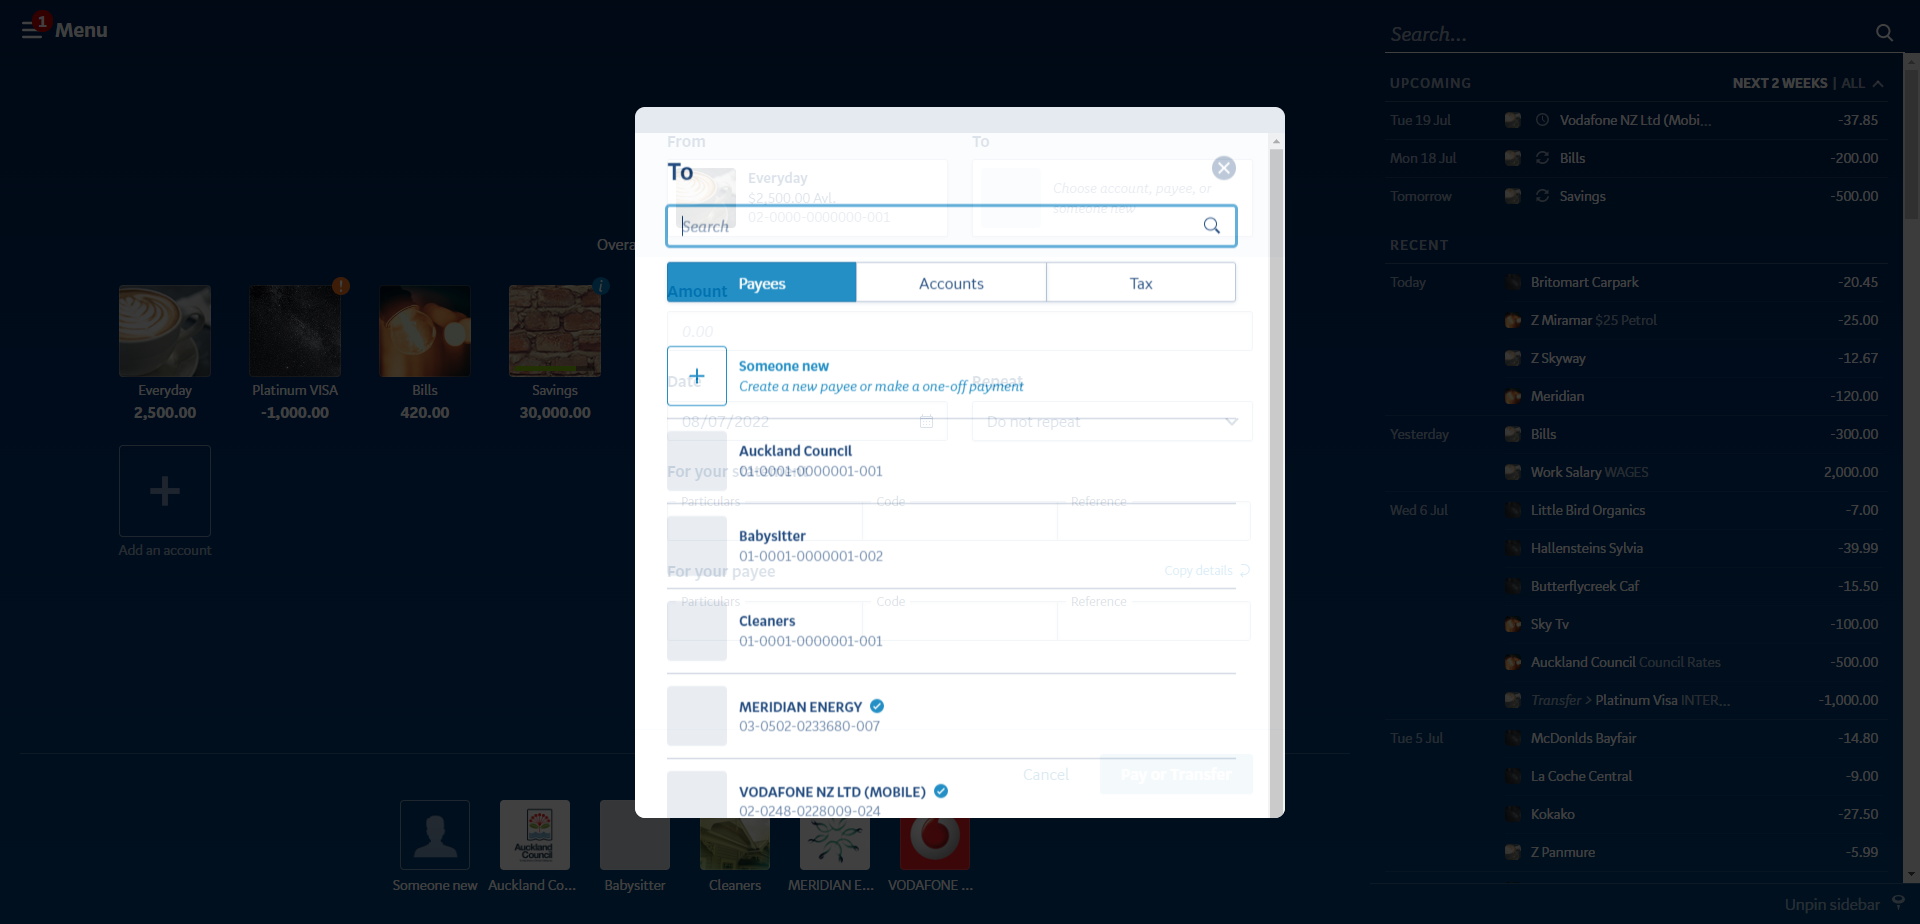 1
Menu
Overa
Everyday
2,500.00
!
Platinum VISA
-1,000.00
Bills
420.00
i
Savings
30,000.00
Add an account
From
To
To
Everyday
$2,500.00 Avl.
02-0000-0000000-001
Choose account, payee, or
someone new
Search
Payees
Accounts
Tax
Amount
0.00
Someone new
Create a new payee or make a one-off payment
Date
Repeat
08/07/2022
Do not repeat
Auckland Council
01-0001-0000001-001
For your statement
Particulars
Code
Reference
Babysitter
01-0001-0000001-002
For your payee
Copy details
Particulars
Code
Reference
Cleaners
01-0001-0000001-001
MERIDIAN ENERGY
03-0502-0233680-007
Cancel
Pay or Transfer
VODAFONE NZ LTD (MOBILE)
02-0248-0228009-024
Auckland
Council
Someone new
Auckland Co...
Babysitter
Cleaners
MERIDIAN E...
VODAFONE ...
Search...
UPCOMING NEXT 2 WEEKS | ALL
Tue 19 Jul Vodafone NZ Ltd (Mobi... -37.85
Mon 18 Jul Bills -200.00
Tomorrow Savings -500.00
RECENT
Today Britomart Carpark -20.45
Z Miramar $25 Petrol -25.00
Z Skyway -12.67
Meridian -120.00
Yesterday Bills -300.00
Work Salary WAGES 2,000.00
Wed 6 Jul Little Bird Organics -7.00
Hallensteins Sylvia -39.99
Butterflycreek Caf -15.50
Sky Tv -100.00
Auckland Council Council Rates -500.00
Transfer > Platinum Visa INTER... -1,000.00
Tue 5 Jul McDonlds Bayfair -14.80
La Coche Central -9.00
Kokako -27.50
Z Panmure -5.99
Unpin sidebar